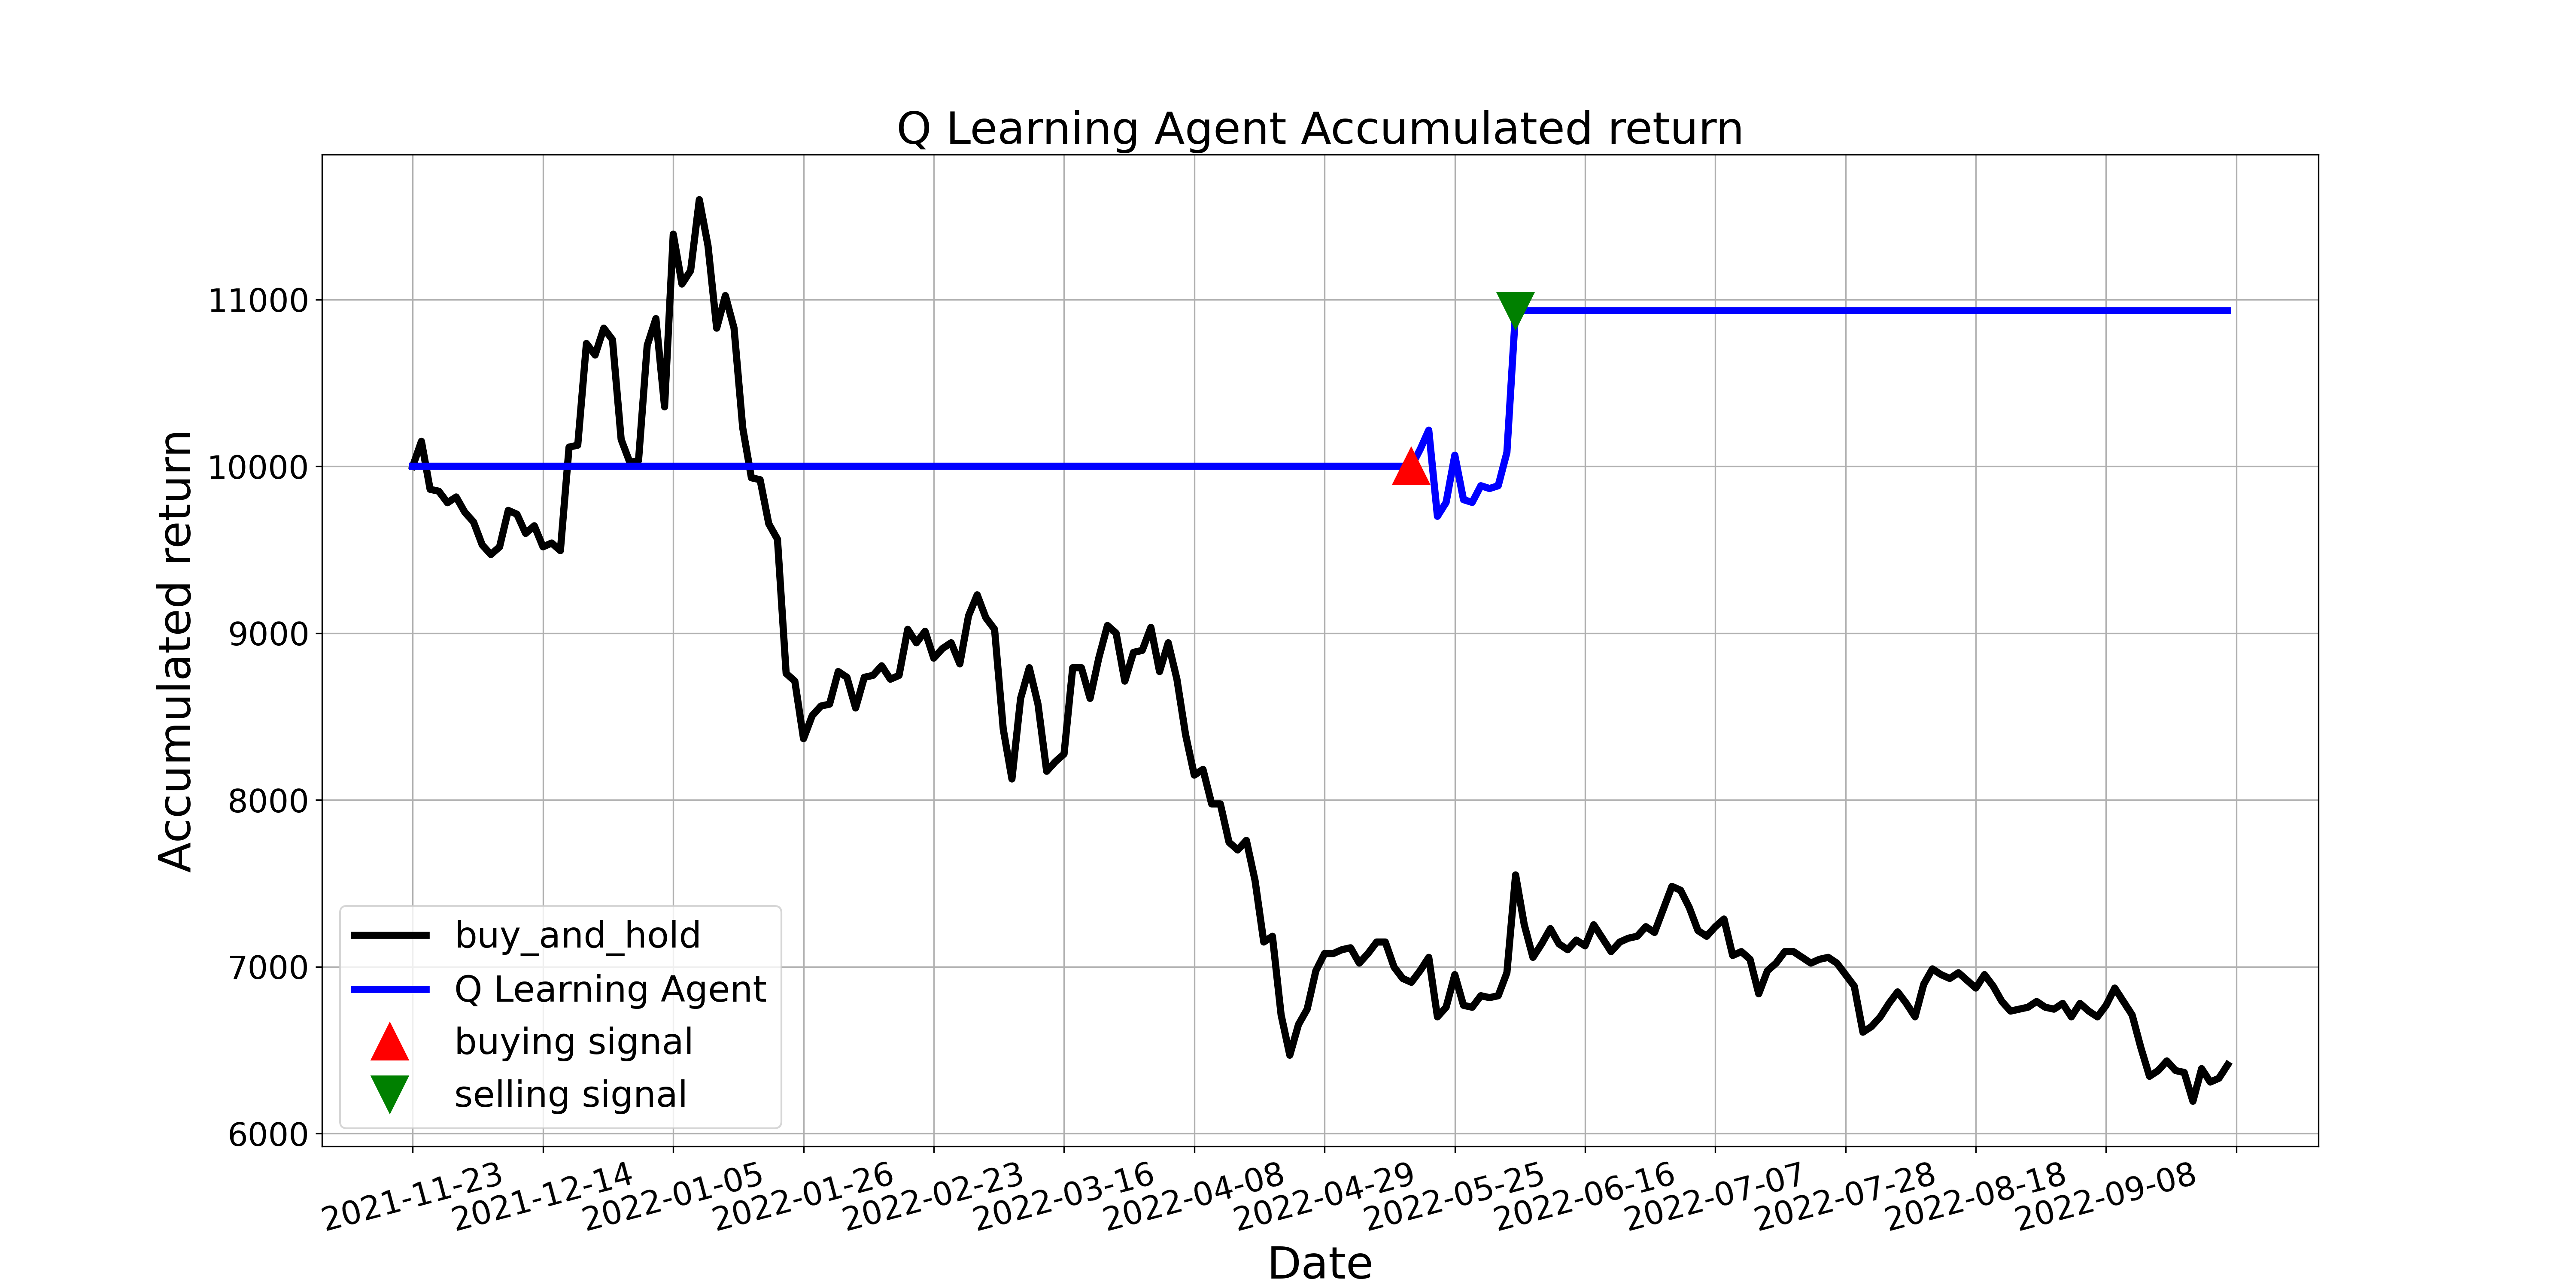 Q Learning Agent Accumulated return
Accumulated return
11000
10000
9000
8000
7000
6000
buy_and_hold
Q Learning Agent
buying signal
selling signal
2021-11-23
2021-12-14
2022-01-05
2022-01-26
2022-02-23
2022-03-16
2022-04-08
2022-04-29
2022-05-25
2022-06-16
2022-07-07
2022-07-28
2022-08-18
2022-09-08
Date